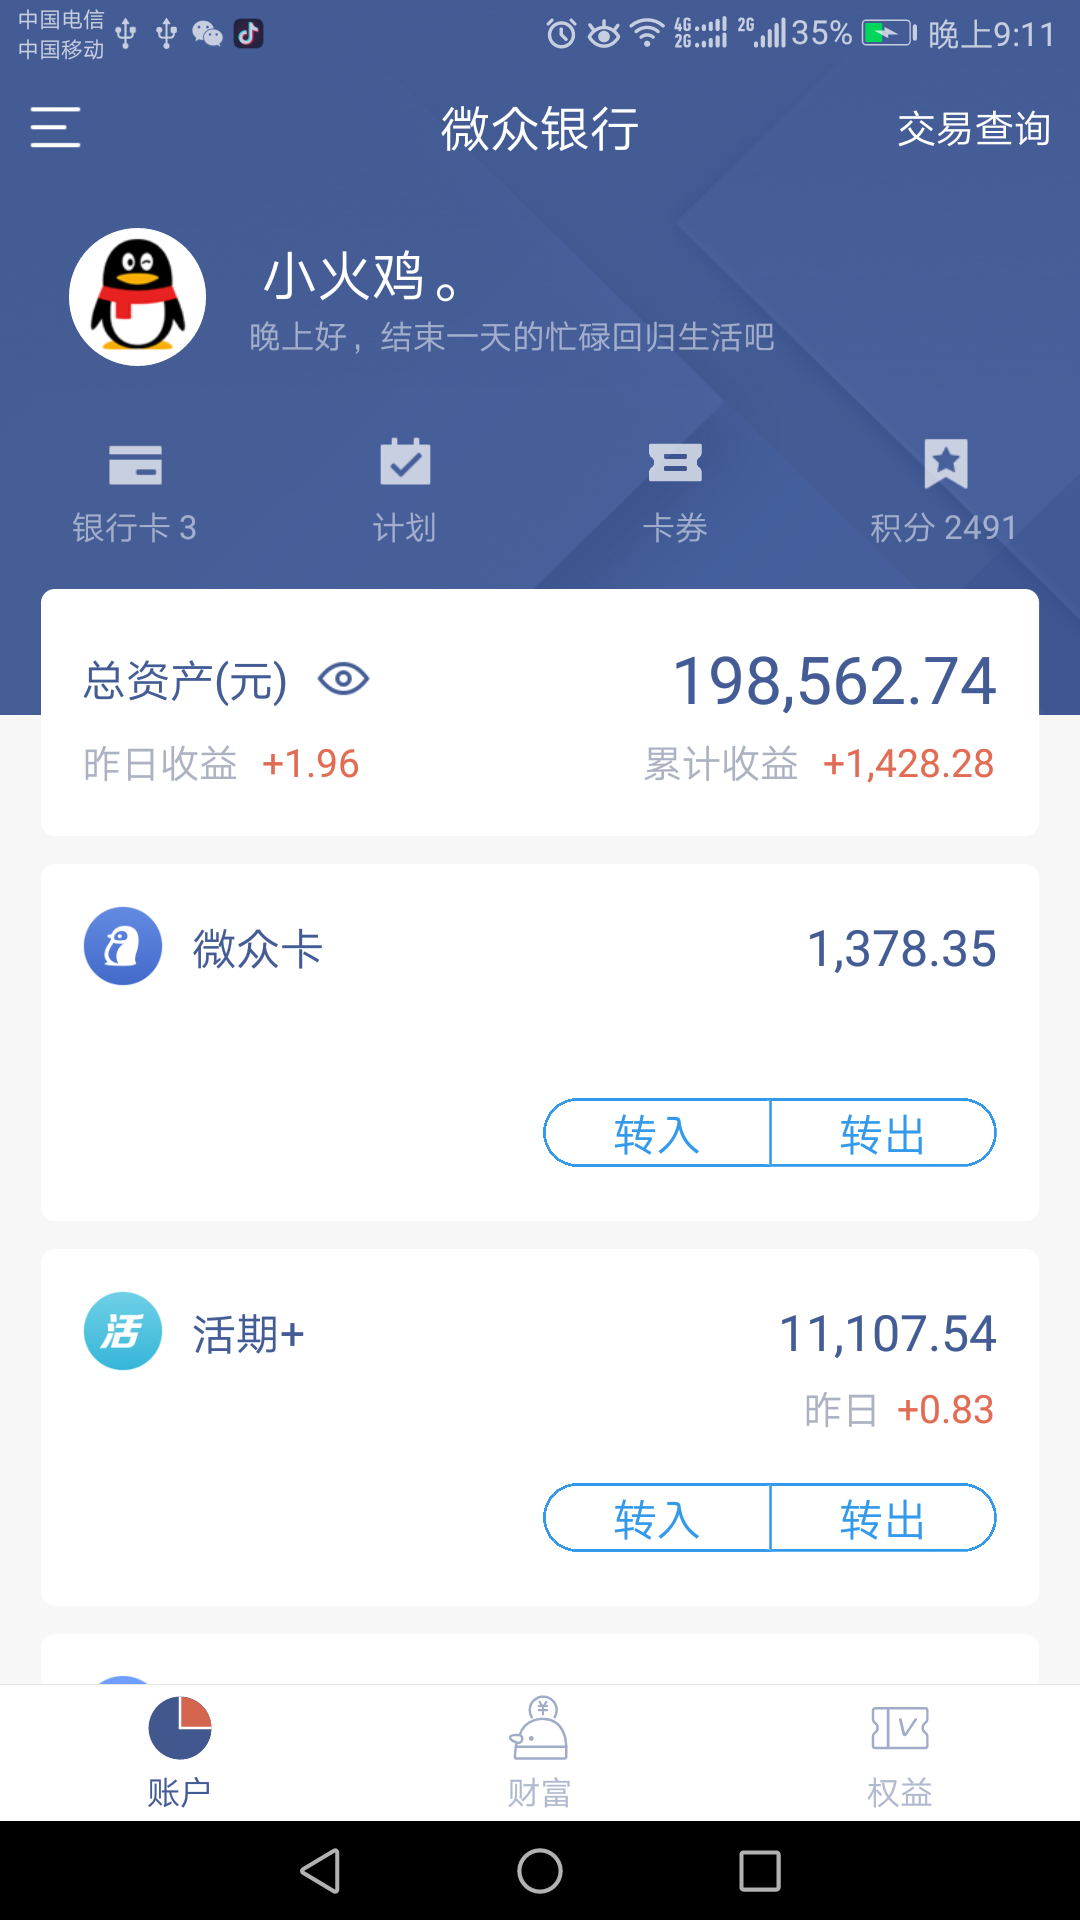 中国电信
中国移动
4G 2G 2G 35% 晚上9:11
微众银行
交易查询
小火鸡。
晚上好，结束一天的忙碌回归生活吧
银行卡 3
计划
卡券
积分 2491
总资产(元)
198,562.74
昨日收益 +1.96
累计收益 +1,428.28
微众卡
1,378.35
转入
转出
活
活期+
11,107.54
昨日 +0.83
转入
转出
账户
¥
财富
V
权益